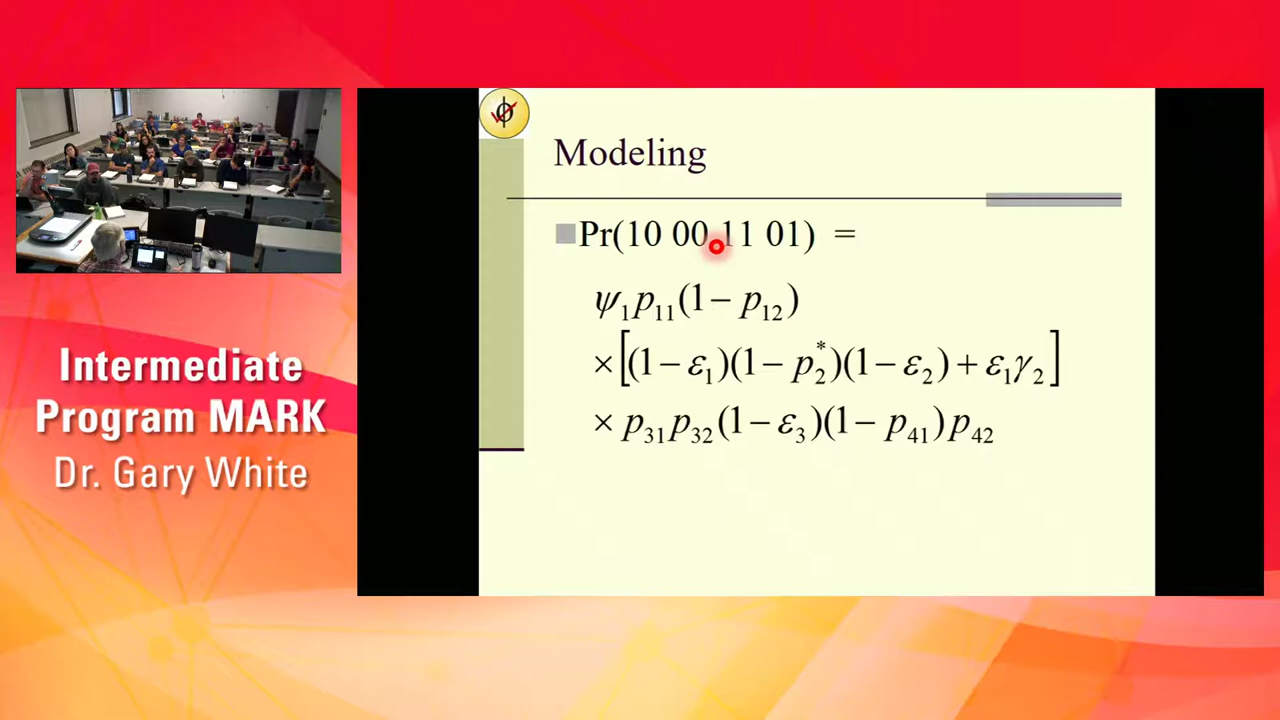 Modeling
Pr(10 00 11 01) =
ψ₁p₁₁(1 − p₁₂)
×[(1 − ε₁)(1 − p₂*)(1 − ε₂) + ε₁γ₂]
× p₃₁p₃₂(1 − ε₃)(1 − p₄₁)p₄₂
Intermediate
Program MARK
Dr. Gary White